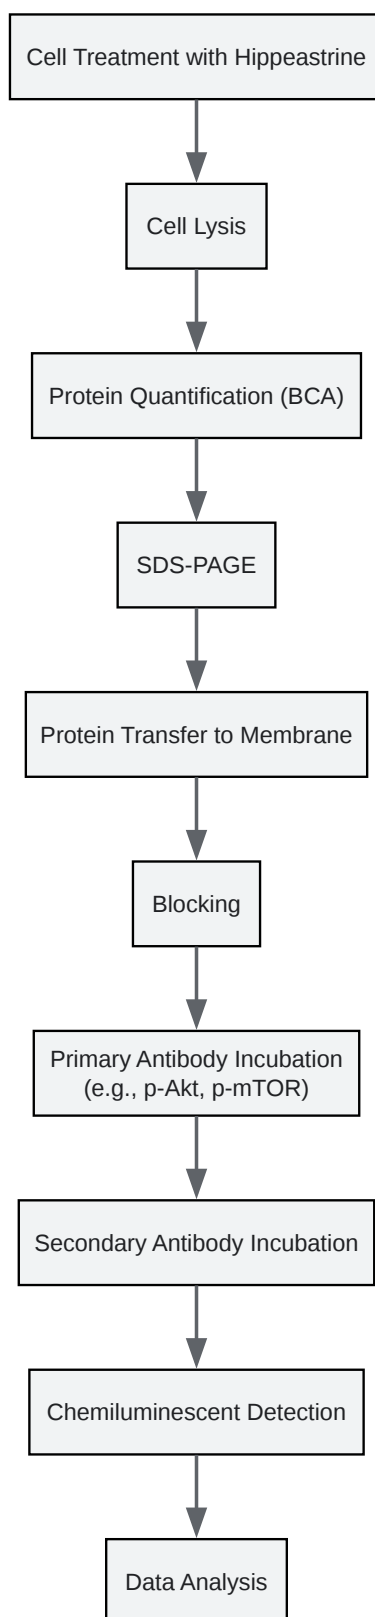 Cell Treatment with Hippeastrine
Cell Lysis
Protein Quantification (BCA)
SDS-PAGE
Protein Transfer to Membrane
Blocking
Primary Antibody Incubation
(e.g., p-Akt, p-mTOR)
Secondary Antibody Incubation
Chemiluminescent Detection
Data Analysis